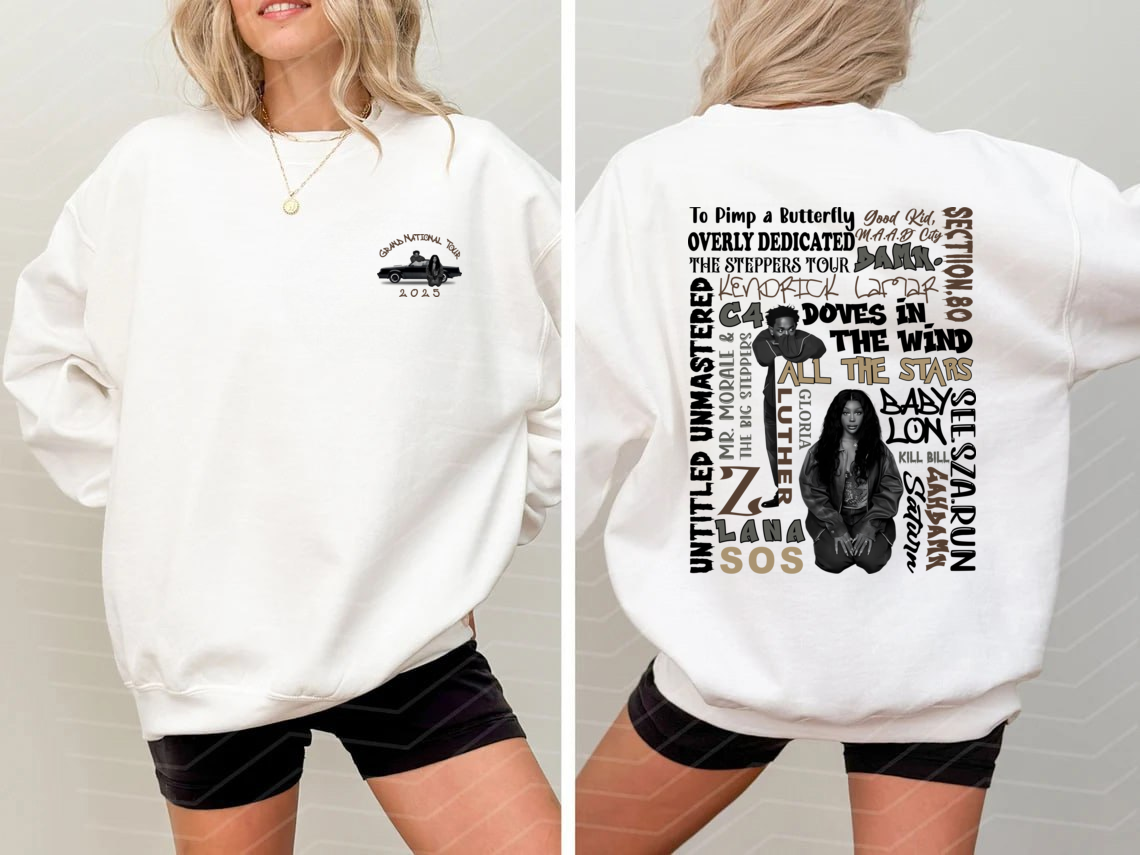 GRAND NATIONAL TOUR
2025
To Pimp a Butterfly
Good Kid,
M.A.A.D City
OVERLY DEDICATED
THE STEPPERS TOUR
DAMN.
SECTIION.80
KENDRICK LAMAR
UNTITLED UNMASTERED
C4
DOVES IN
THE WIND
MR. MORALE &
THE BIG STEPPERS
ALL THE STARS
LUTHER
GLORIA
BABY
LON
SEE.SZA.RUN
KILL BILL
Z
Saturn
LANA
SOS